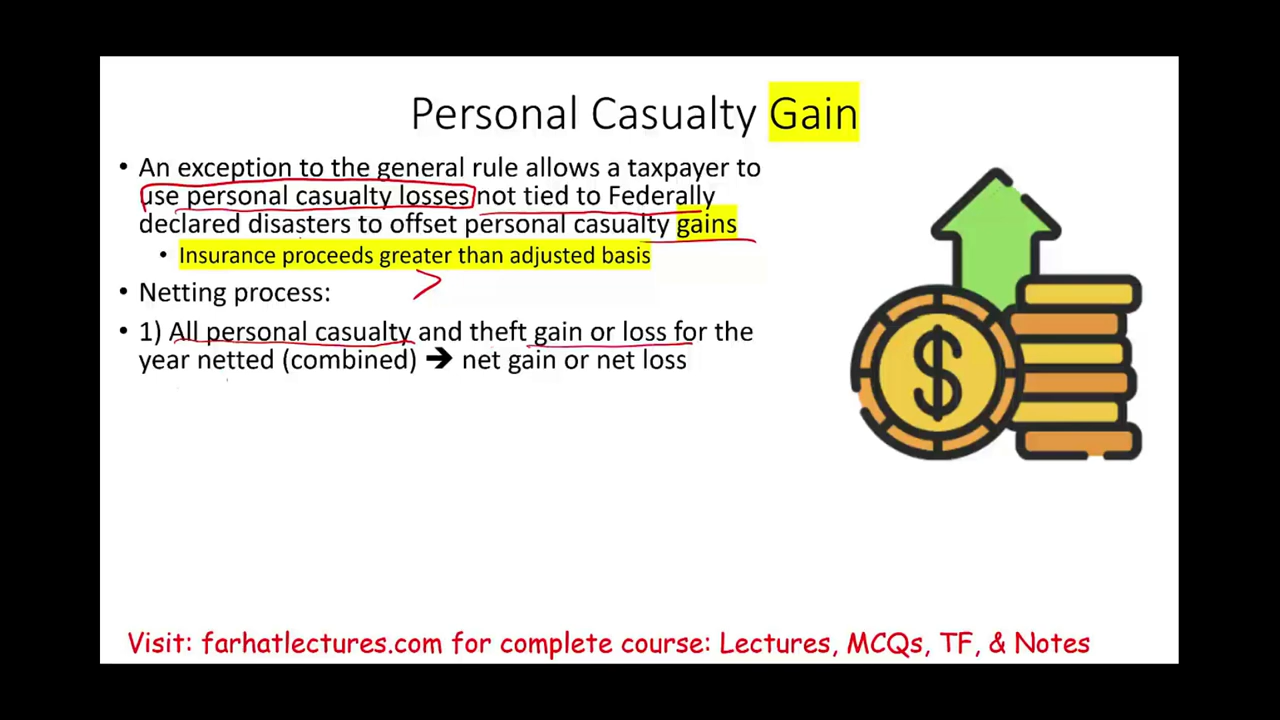 Personal Casualty Gain
• An exception to the general rule allows a taxpayer to
use personal casualty losses not tied to Federally
declared disasters to offset personal casualty gains
• Insurance proceeds greater than adjusted basis
>
• Netting process:
• 1) All personal casualty and theft gain or loss for the
year netted (combined) ➔ net gain or net loss
$
Visit: farhatlectures.com for complete course: Lectures, MCQs, TF, & Notes